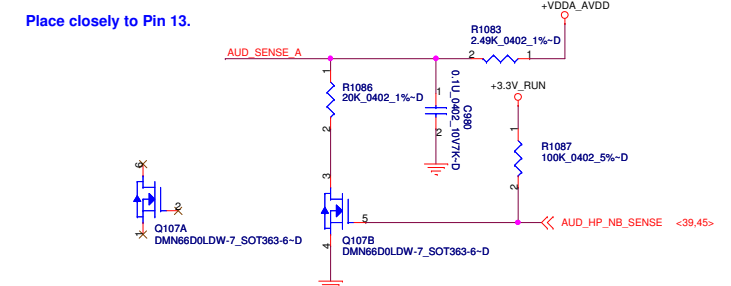 Place closely to Pin 13.
+VDDA_AVDD
R1083
2.49K_0402_1%~D
AUD_SENSE_A
2
1
1
R1086
20K_0402_1%~D
2
1
C980
0.1U_0402_10V7K~D
2
+3.3V_RUN
1
R1087
100K_0402_5%~D
2
6
2
1
Q107A
DMN66D0LDW-7_SOT363-6~D
3
5
4
Q107B
DMN66D0LDW-7_SOT363-6~D
AUD_HP_NB_SENSE <39,45>